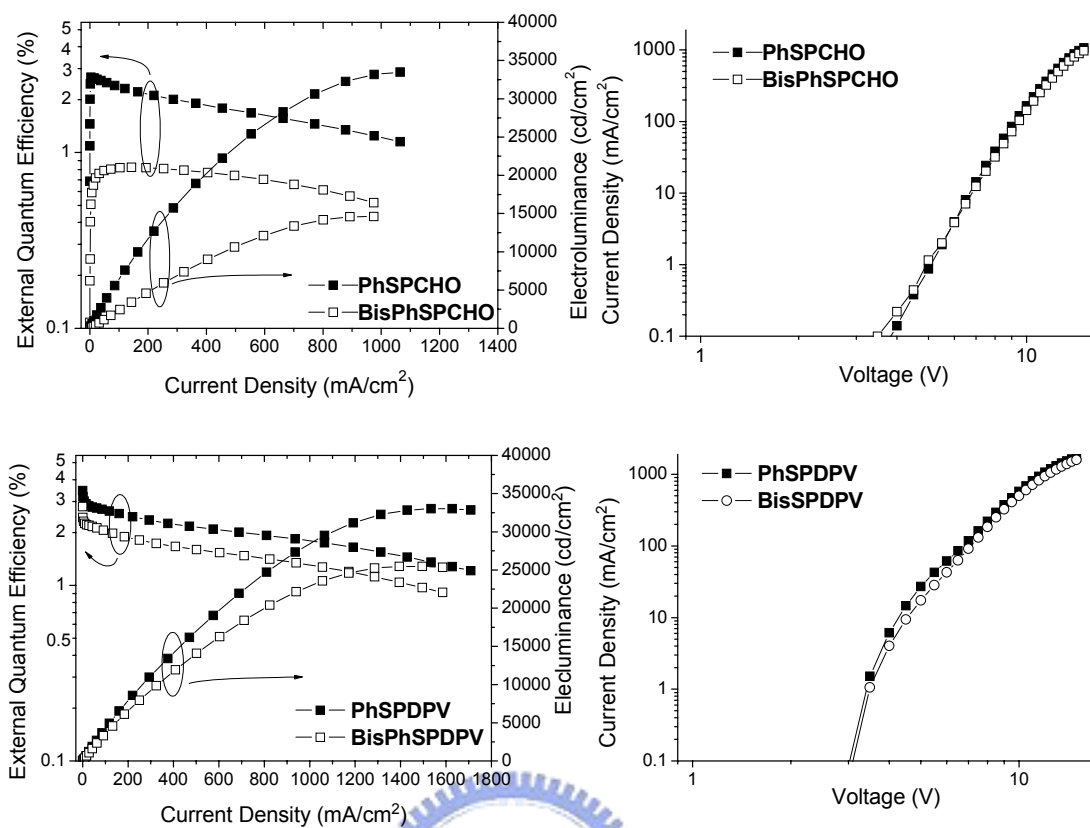 External Quantum Efficiency (%)
5
3
2
1
0.4
0.1
40000
35000
30000
25000
20000
15000
10000
5000
0
Electroluminance (cd/cm²)
PhSPCHO
BisPhSPCHO
0 200 400 600 800 1000 1200 1400
Current Density (mA/cm²)
Current Density (mA/cm²)
1000
100
10
1
0.1
PhSPCHO
BisPhSPCHO
1 10
Voltage (V)
External Quantum Efficiency (%)
5
3
2
1
0.5
0.1
40000
35000
30000
25000
20000
15000
10000
5000
0
Elecluminance (cd/cm²)
PhSPDPV
BisPhSPDPV
0 200 400 600 800 1000 1200 1400 1600 1800
Current Density (mA/cm²)
Current Density (mA/cm²)
1000
100
10
1
0.1
PhSPDPV
BisSPDPV
1 10
Voltage (V)